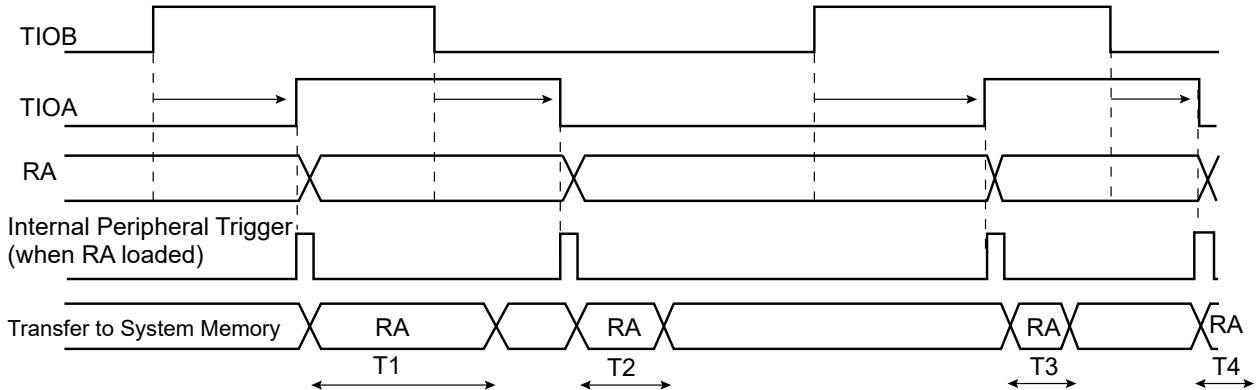 TIOB
TIOA
RA
Internal Peripheral Trigger
(when RA loaded)
Transfer to System Memory
RA
RA
RA
RA
T1
T2
T3
T4